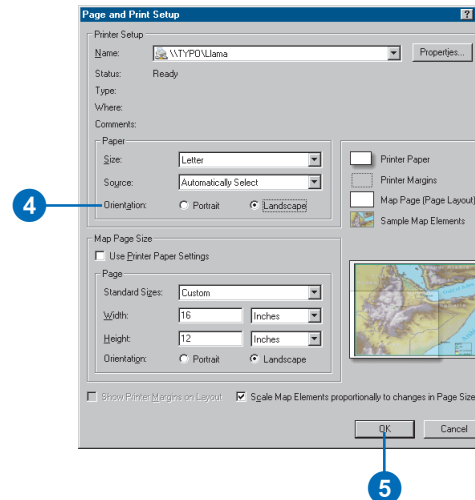 Page and Print Setup
Printer Setup
Name: \\TYPO\Llama Properties...
Status: Ready
Type:
Where:
Comments:
Paper
Size: Letter
Source: Automatically Select
4
Orientation: Portrait Landscape
Printer Paper
Printer Margins
Map Page (Page Layout)
Sample Map Elements
Map Page Size
Use Printer Paper Settings
Page
Standard Sizes: Custom
Width: 16 Inches
Height: 12 Inches
Orientation: Portrait Landscape
Show Printer Margins on Layout Scale Map Elements proportionally to changes in Page Size
OK Cancel
5